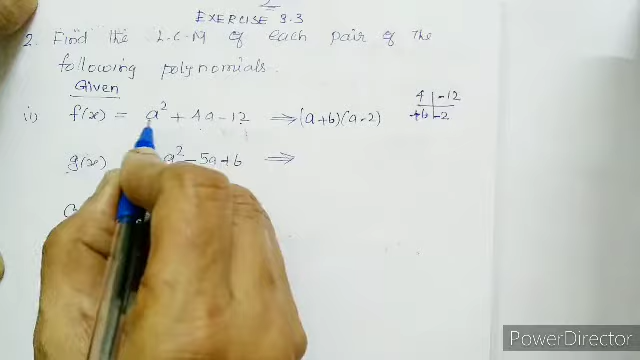 EXERCISE 3.3
2. Find the L.C.M of each pair of the
following polynomials.
Given
i) f(x) = a² + 4a - 12 ⟹ (a+6)(a-2)
4 | -12
+6 | -2
g(x) a² - 5a + 6 ⟹
PowerDirector